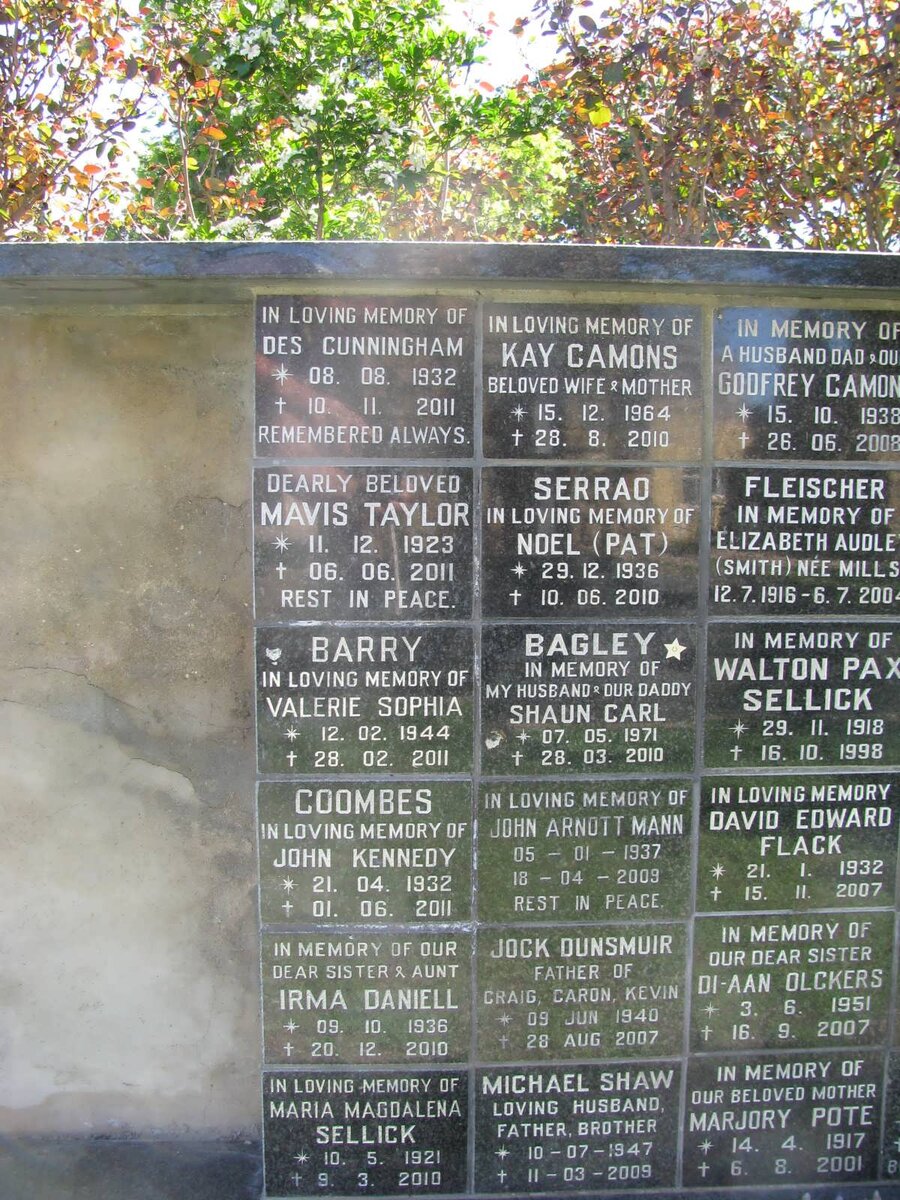 IN LOVING MEMORY OF
DES CUNNINGHAM
* 08. 08. 1932
† 10. 11. 2011
REMEMBERED ALWAYS.
IN LOVING MEMORY OF
KAY CAMONS
BELOVED WIFE & MOTHER
* 15. 12. 1964
† 28. 8. 2010
IN MEMORY OF
A HUSBAND DAD & OU
GODFREY CAMON
* 15. 10. 1938
† 26. 06. 2008
DEARLY BELOVED
MAVIS TAYLOR
* 11. 12. 1923
† 06. 06. 2011
REST IN PEACE.
SERRAO
IN LOVING MEMORY OF
NOEL (PAT)
* 29. 12. 1936
† 10. 06. 2010
FLEISCHER
IN MEMORY OF
ELIZABETH AUDLE
(SMITH) NÉE MILLS
12.7.1916 - 6.7.2004
BARRY
IN LOVING MEMORY OF
VALERIE SOPHIA
* 12. 02. 1944
† 28. 02. 2011
BAGLEY
IN MEMORY OF
MY HUSBAND & OUR DADDY
SHAUN CARL
* 07. 05. 1971
† 28. 03. 2010
IN MEMORY OF
WALTON PAX
SELLICK
* 29. 11. 1918
† 16. 10. 1998
COOMBES
IN LOVING MEMORY OF
JOHN KENNEDY
* 21. 04. 1932
† 01. 06. 2011
IN LOVING MEMORY OF
JOHN ARNOTT MANN
05 - 01 - 1937
18 - 04 - 2009
REST IN PEACE.
IN LOVING MEMORY
DAVID EDWARD
FLACK
* 21. 1. 1932
† 15. 11. 2007
IN MEMORY OF OUR
DEAR SISTER & AUNT
IRMA DANIELL
* 09. 10. 1936
† 20. 12. 2010
JOCK DUNSMUIR
FATHER OF
CRAIG, CARON, KEVIN
* 09 JUN 1940
† 28 AUG 2007
IN MEMORY OF
OUR DEAR SISTER
DI-AAN OLCKERS
* 3. 6. 1951
† 16. 9. 2007
IN LOVING MEMORY OF
MARIA MAGDALENA
SELLICK
* 10. 5. 1921
† 9. 3. 2010
MICHAEL SHAW
LOVING HUSBAND,
FATHER, BROTHER
* 10-07-1947
† 11-03-2009
IN MEMORY OF
OUR BELOVED MOTHER
MARJORY POTE
* 14. 4. 1917
† 6. 8. 2001